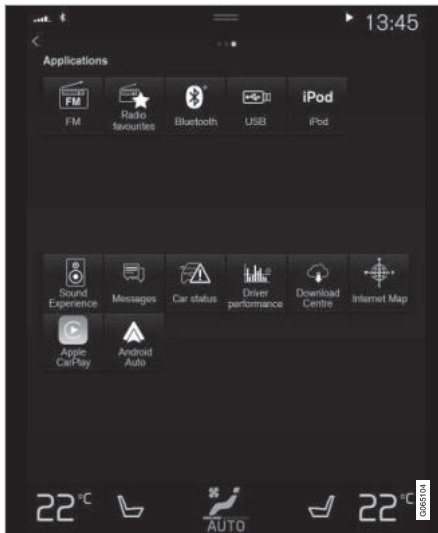 13:45
Applications
FM
iPod
FM
Radio
favourites
Bluetooth
USB
iPod
Sound
Experience
Messages
Car status
Driver
performance
Download
Centre
Internet Map
Apple
CarPlay
Android
Auto
22°C
AUTO
22°C
G065104